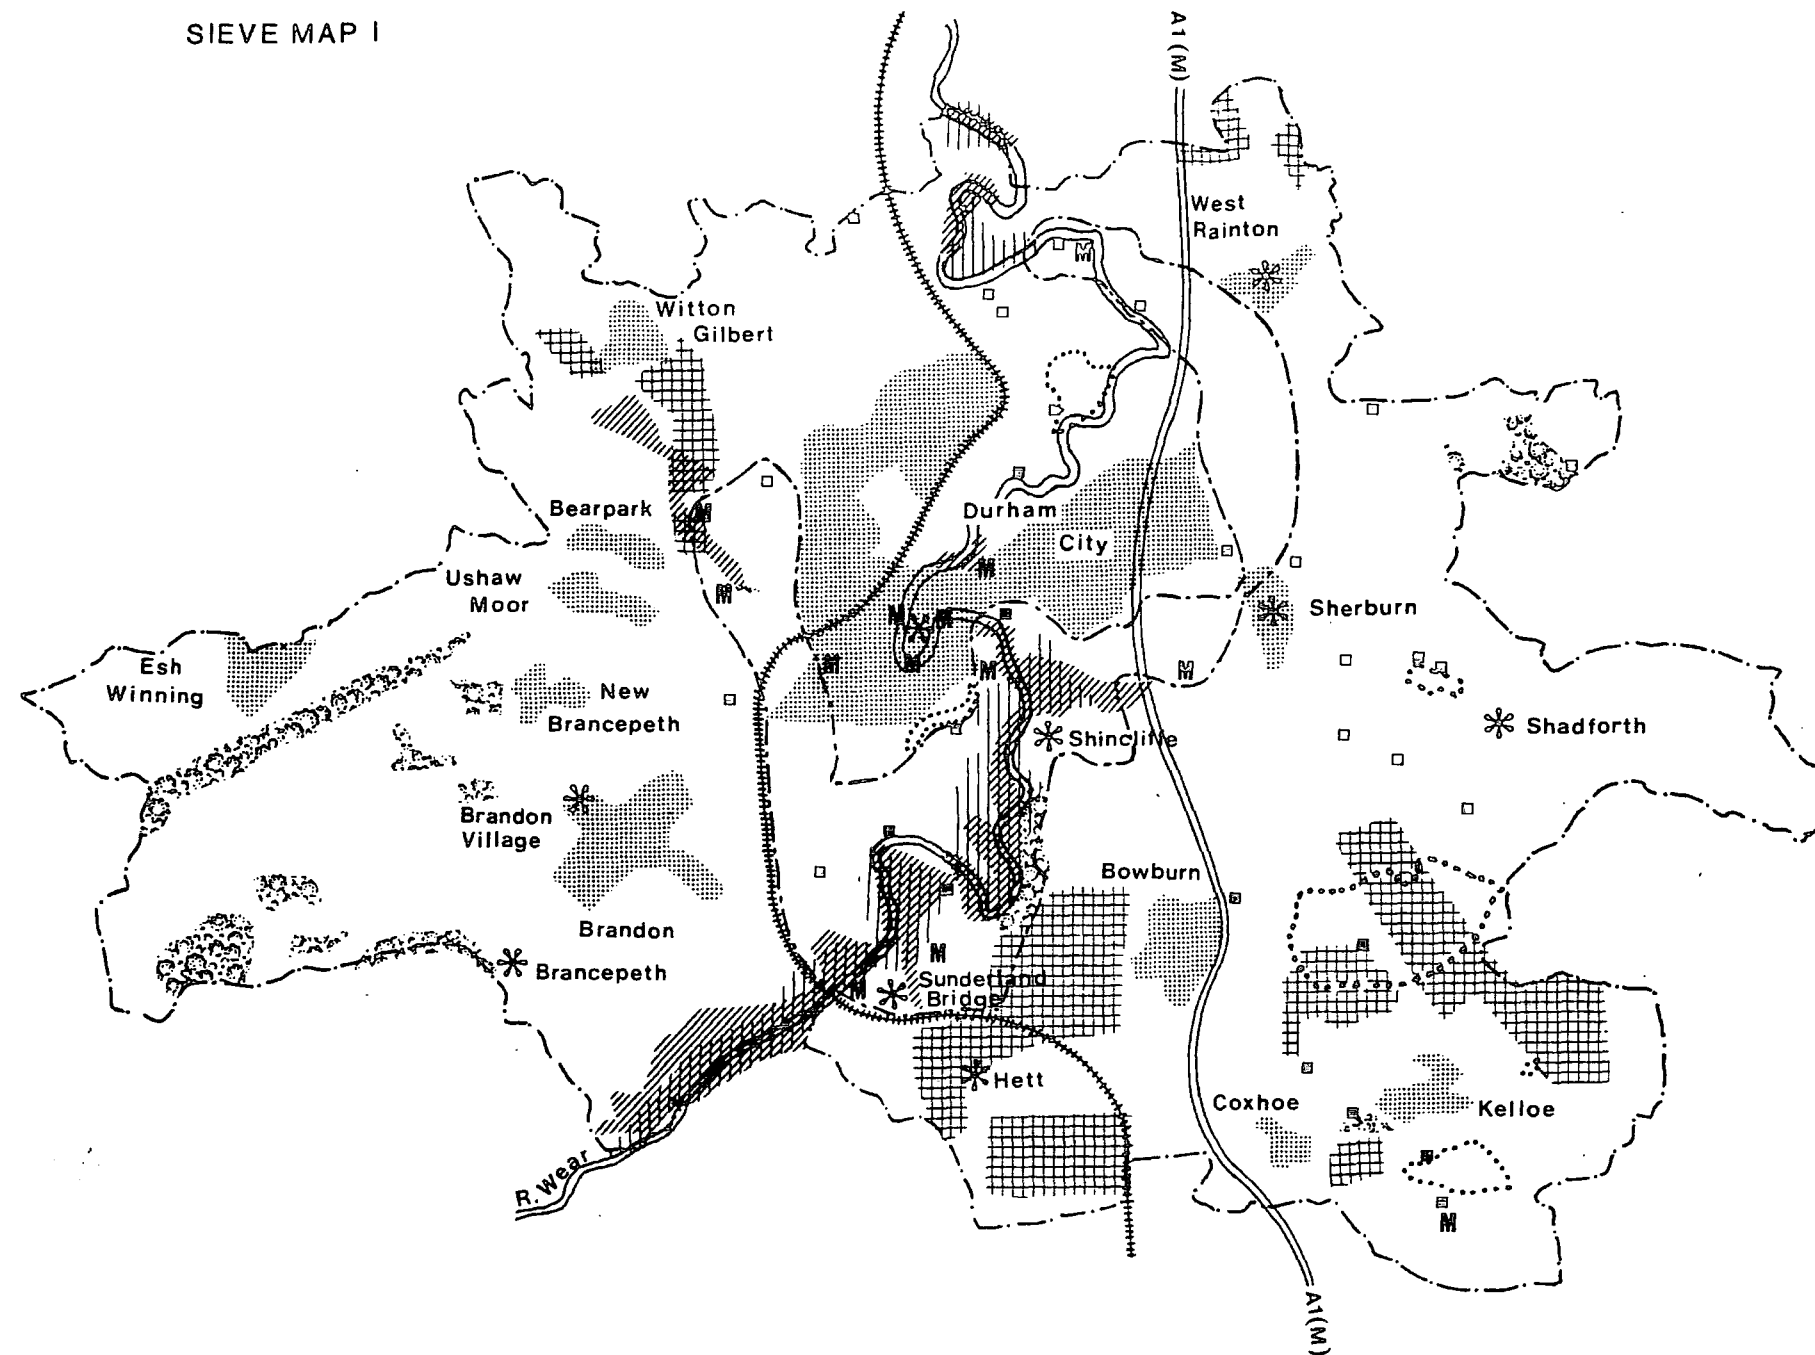 SIEVE MAP I
A1(M)
West
Rainton
M
Witton
Gilbert
Bearpark
M
Durham
City
Ushaw
Moor
M
M
M
M
Sherburn
Esh
Winning
M
M
M
M
New
Brancepeth
Shincliffe
Shadforth
Brandon
Village
Bowburn
Brandon
M
Brancepeth
Sunderland
Bridge
M
Hett
Coxhoe
Kelloe
R. Wear
M
A1(M)